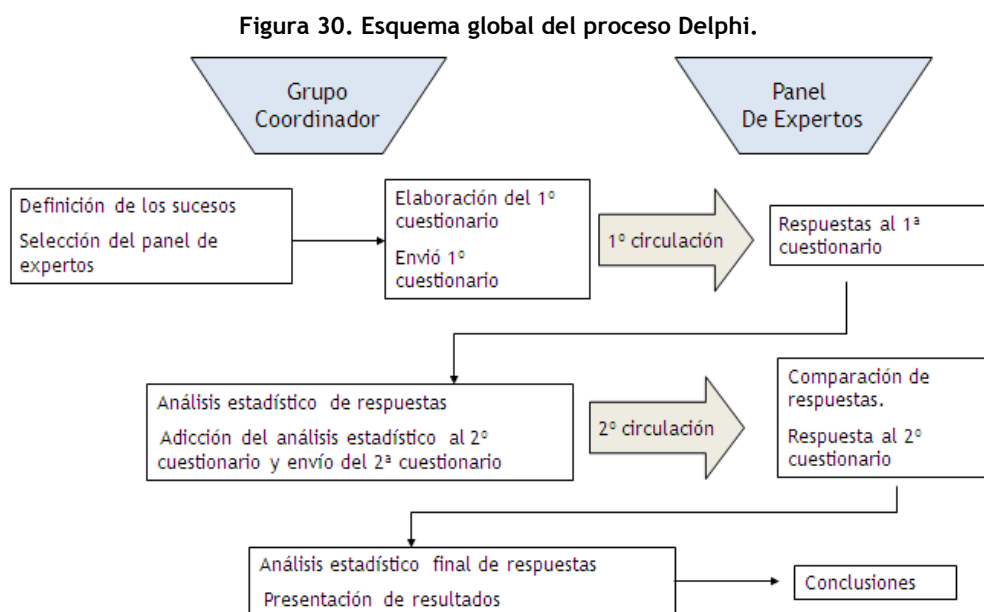 Figura 30. Esquema global del proceso Delphi.
Grupo
Coordinador
Panel
De Expertos
Definición de los sucesos
Selección del panel de
expertos
Elaboración del 1º
cuestionario
Envió 1º
cuestionario
1º circulación
Respuestas al 1ª
cuestionario
Análisis estadístico de respuestas
Adicción del análisis estadístico al 2º
cuestionario y envío del 2ª cuestionario
2º circulación
Comparación de
respuestas.
Respuesta al 2º
cuestionario
Análisis estadístico final de respuestas
Presentación de resultados
Conclusiones